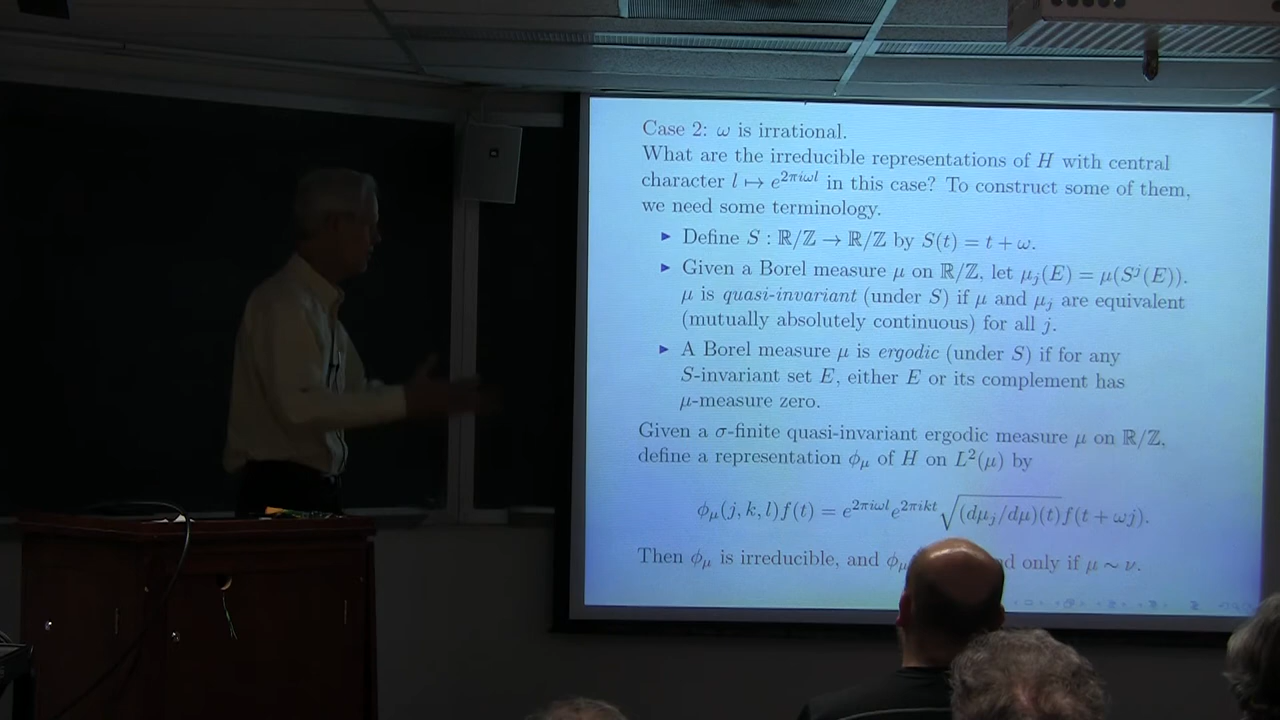 Case 2: ω is irrational.
What are the irreducible representations of H with central
character l ↦ e^{2πiωl} in this case? To construct some of them,
we need some terminology.
▶ Define S : ℝ/ℤ → ℝ/ℤ by S(t) = t + ω.
▶ Given a Borel measure μ on ℝ/ℤ, let μ_j(E) = μ(S^j(E)).
μ is quasi-invariant (under S) if μ and μ_j are equivalent
(mutually absolutely continuous) for all j.
▶ A Borel measure μ is ergodic (under S) if for any
S-invariant set E, either E or its complement has
μ-measure zero.
Given a σ-finite quasi-invariant ergodic measure μ on ℝ/ℤ,
define a representation ϕ_μ of H on L²(μ) by
ϕ_μ(j, k, l)f(t) = e^{2πiωl}e^{2πikt}√(dμ_j/dμ)(t)f(t + ωj).
Then ϕ_μ is irreducible, and ϕ_μ only if μ ∼ ν.